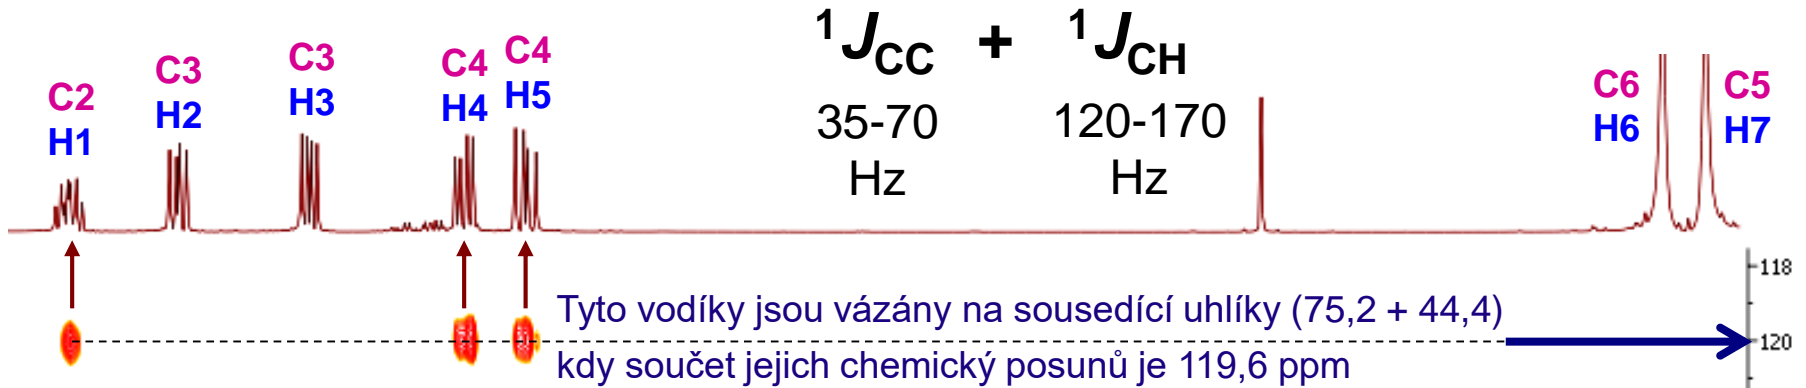 ¹JCC + ¹JCH
35-70 120-170
Hz Hz
C2 C3 C3 C4 C4 C6 C5
H1 H2 H3 H4 H5 H6 H7
118
Tyto vodíky jsou vázány na sousedící uhlíky (75,2 + 44,4)
120
kdy součet jejich chemický posunů je 119,6 ppm